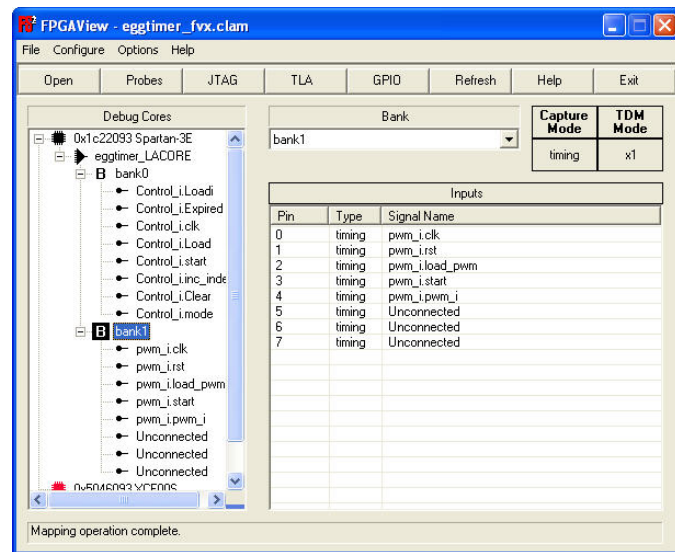 FPGAView - eggtimer_fvx.clam
File Configure Options Help
Open Probes JTAG TLA GPIO Refresh Help Exit
Debug Cores
0x1c22093 Spartan-3E
eggtimer_LACORE
B bank0
Control_i.Loadi
Control_i.Expired
Control_i.clk
Control_i.Load
Control_i.start
Control_i.inc_inde
Control_i.Clear
Control_i.mode
B bank1
pwm_i.clk
pwm_i.rst
pwm_i.load_pwm
pwm_i.start
pwm_i.pwm_i
Unconnected
Unconnected
Unconnected
Bank
bank1
Capture Mode TDM Mode
timing x1
Inputs
Pin Type Signal Name
0 timing pwm_i.clk
1 timing pwm_i.rst
2 timing pwm_i.load_pwm
3 timing pwm_i.start
4 timing pwm_i.pwm_i
5 timing Unconnected
6 timing Unconnected
7 timing Unconnected
Mapping operation complete.